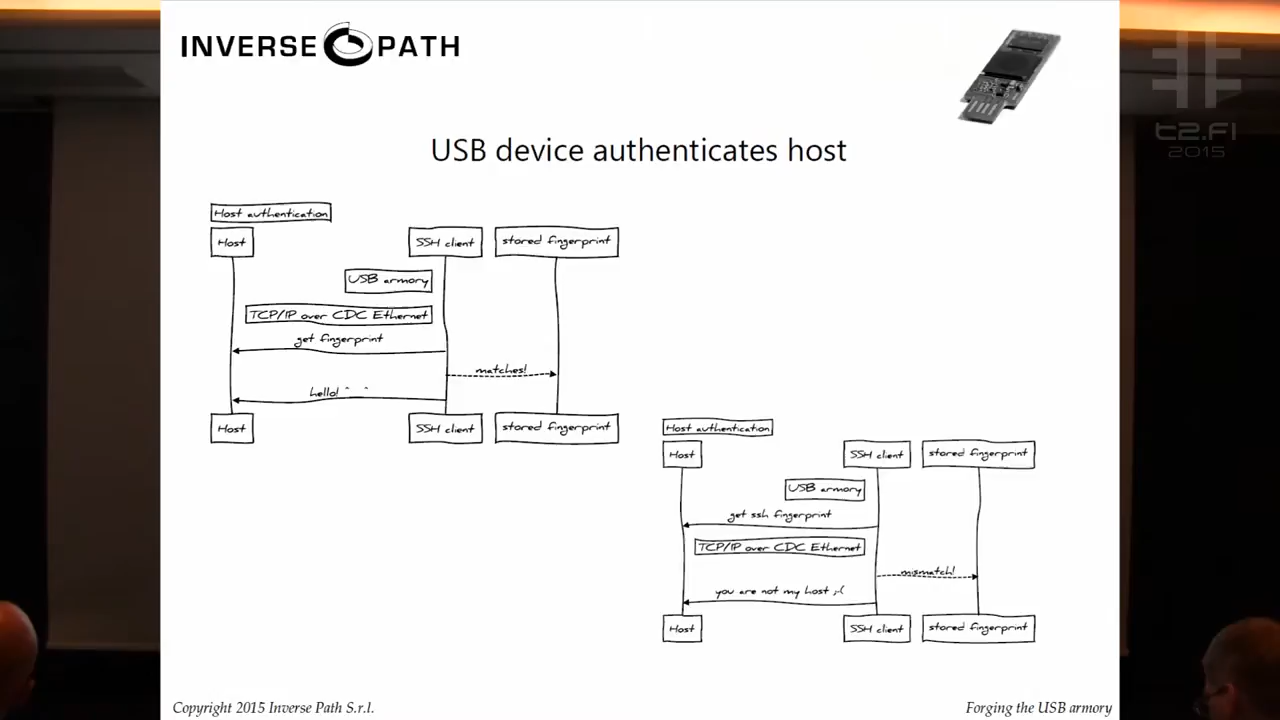 INVERSE PATH
t2.FI
2015
USB device authenticates host
Host authentication
Host
SSH client
stored fingerprint
USB armory
TCP/IP over CDC Ethernet
get fingerprint
matches!
hello! ^ ^
Host
SSH client
stored fingerprint
Host authentication
Host
SSH client
stored fingerprint
USB armory
get ssh fingerprint
TCP/IP over CDC Ethernet
mismatch!
you are not my host ;-(
Host
SSH client
stored fingerprint
Copyright 2015 Inverse Path S.r.l.
Forging the USB armory